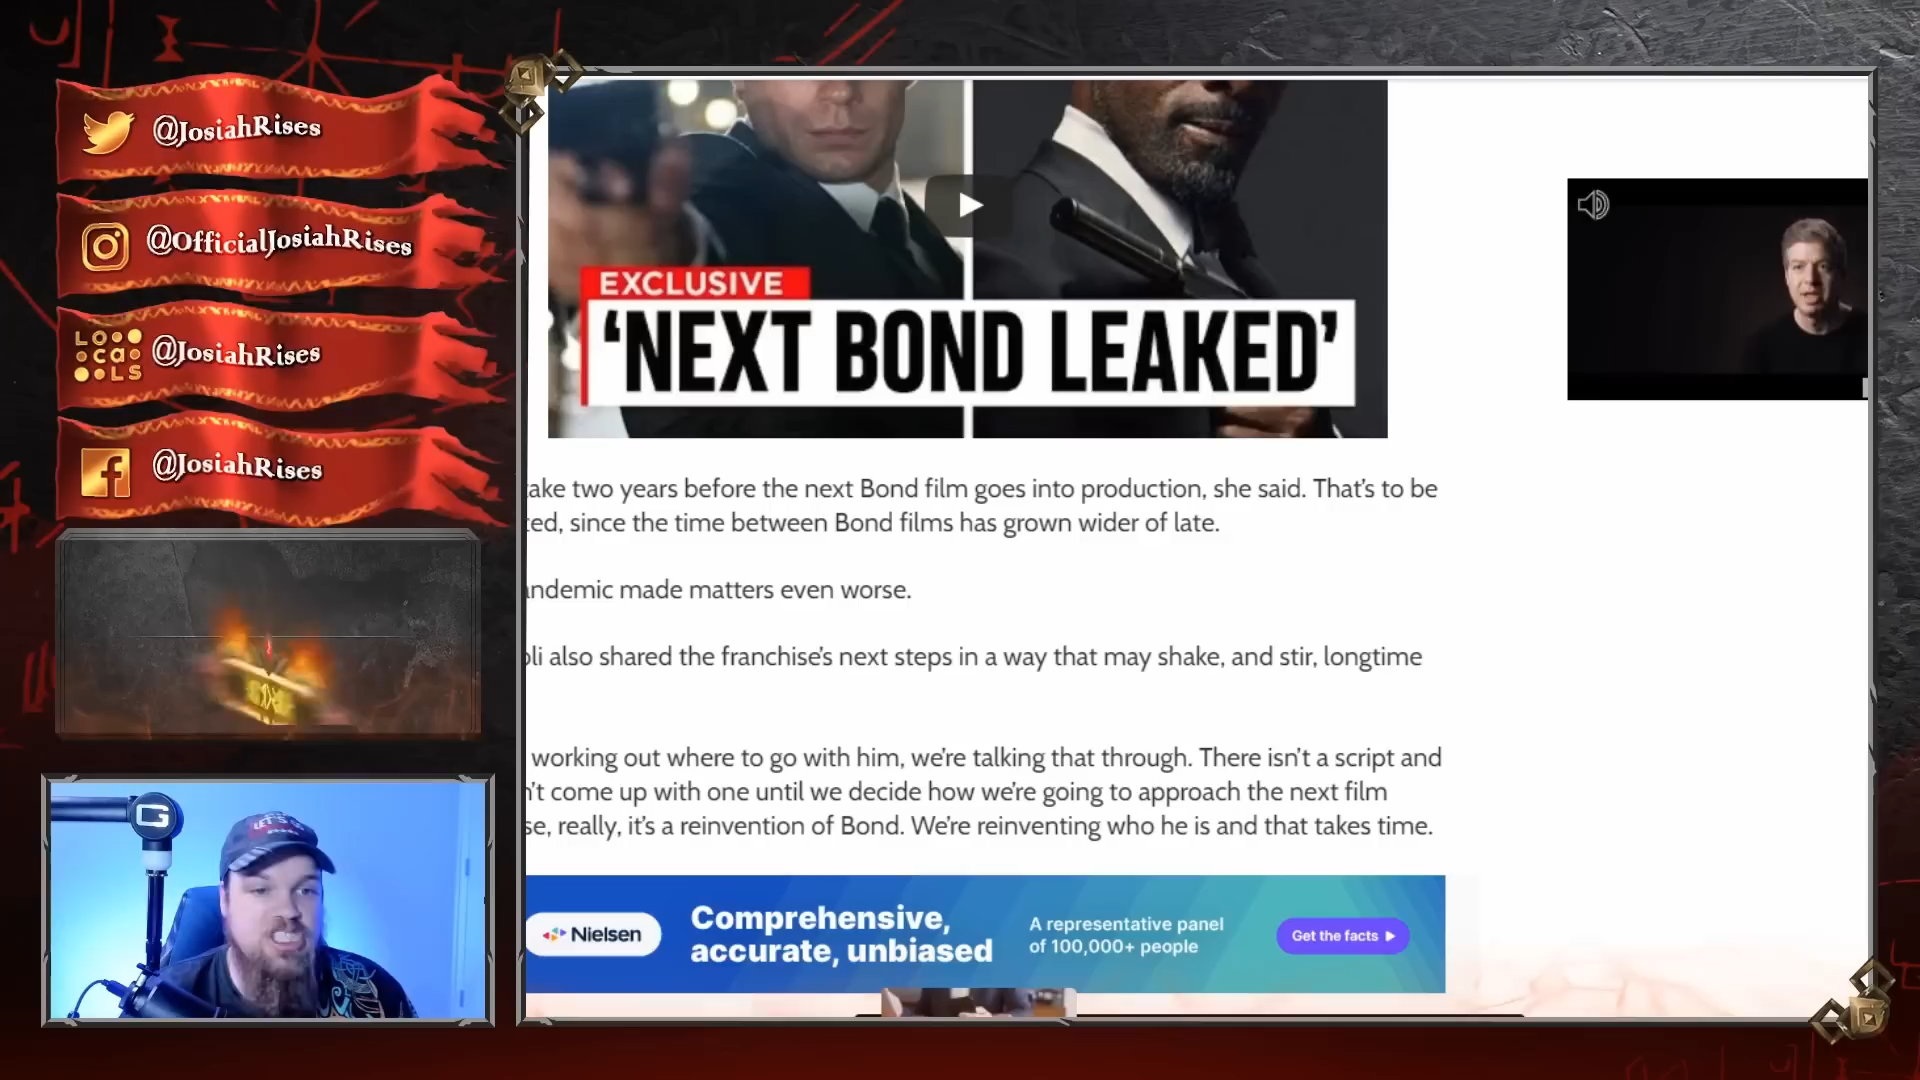 @JosiahRises
@OfficialJosiahRises
LO
ca
LS
@JosiahRises
@JosiahRises
G
EXCLUSIVE
‘NEXT BOND LEAKED’
take two years before the next Bond film goes into production, she said. That’s to be
ted, since the time between Bond films has grown wider of late.
andemic made matters even worse.
oli also shared the franchise’s next steps in a way that may shake, and stir, longtime
working out where to go with him, we’re talking that through. There isn’t a script and
n’t come up with one until we decide how we’re going to approach the next film
se, really, it’s a reinvention of Bond. We’re reinventing who he is and that takes time.
Nielsen
Comprehensive,
accurate, unbiased
A representative panel
of 100,000+ people
Get the facts